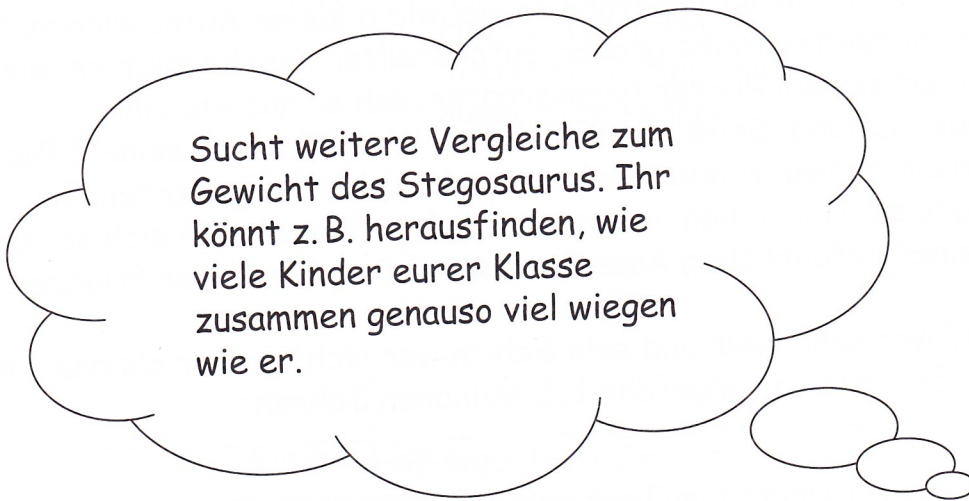 Sucht weitere Vergleiche zum
Gewicht des Stegosaurus. Ihr
könnt z. B. herausfinden, wie
viele Kinder eurer Klasse
zusammen genauso viel wiegen
wie er.